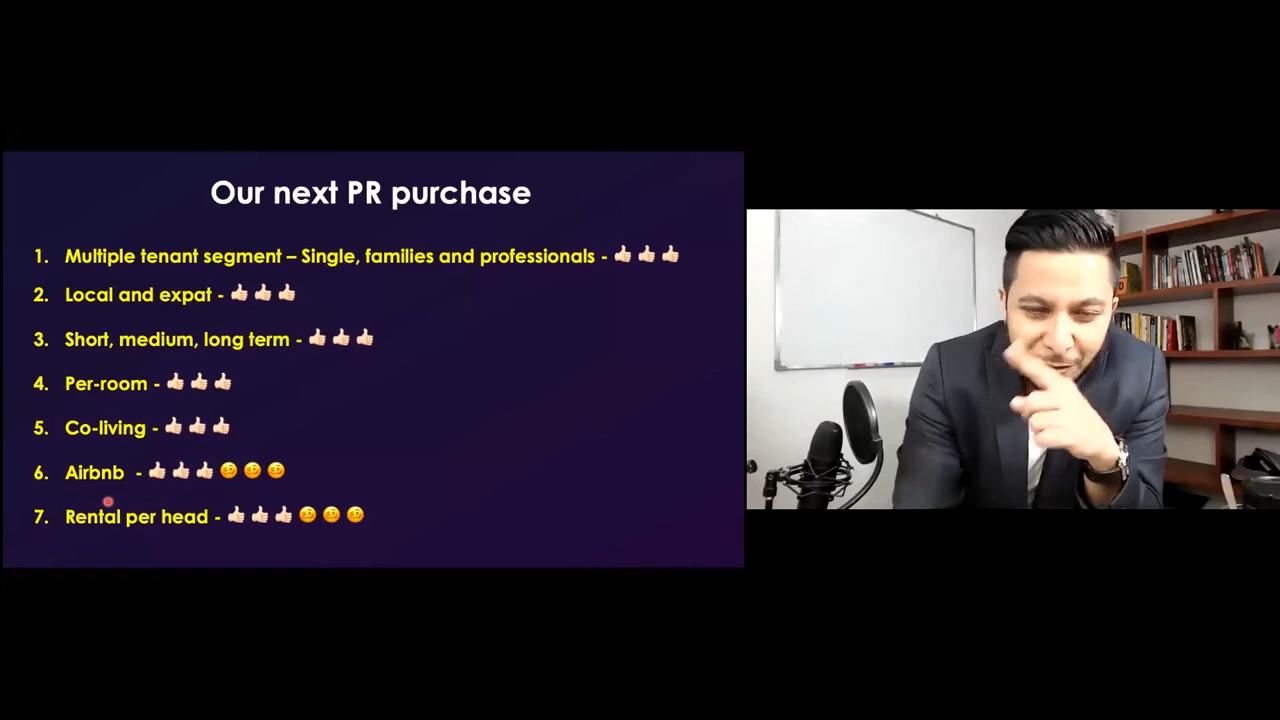 Our next PR purchase
1. Multiple tenant segment – Single, families and professionals - 👍🏻👍🏻👍🏻
2. Local and expat - 👍🏻👍🏻👍🏻
3. Short, medium, long term - 👍🏻👍🏻👍🏻
4. Per-room - 👍🏻👍🏻👍🏻
5. Co-living - 👍🏻👍🏻👍🏻
6. Airbnb - 👍🏻👍🏻👍🏻🥴🥴🥴
7. Rental per head - 👍🏻👍🏻👍🏻🥴🥴🥴